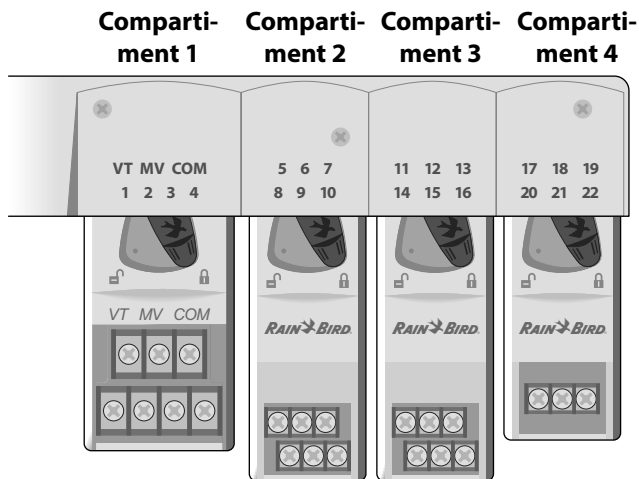 Comparti-
ment 1
Comparti-
ment 2
Comparti-
ment 3
Comparti-
ment 4
VT MV COM
1 2 3 4
5 6 7
8 9 10
11 12 13
14 15 16
17 18 19
20 21 22
VT MV COM
RAIN BIRD.
RAIN BIRD.
RAIN BIRD.